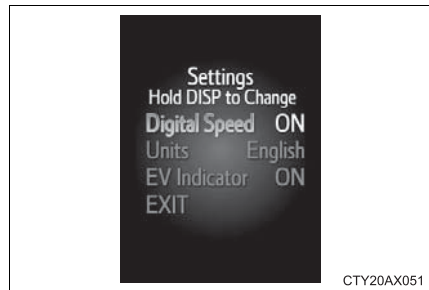 Settings
Hold DISP to Change
Digital Speed ON
Units English
EV Indicator ON
EXIT
CTY20AX051